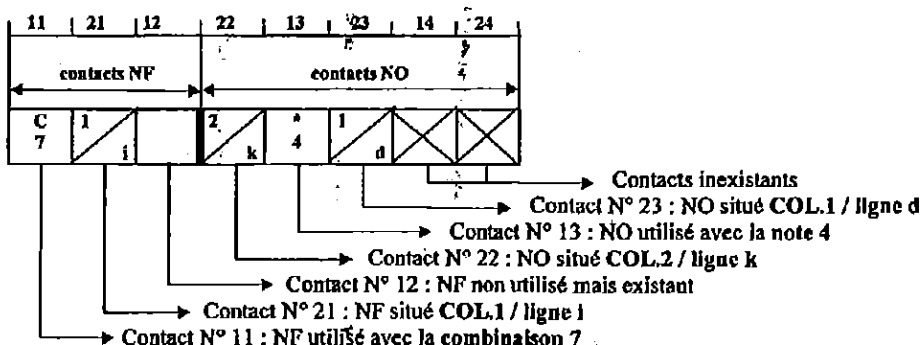 11 21 12 22 13 23 14 24
contacts NF contacts NO
C 1 2 * 1
7 i k 4 d
Contacts inexistants
Contact N° 23 : NO situé COL.1 / ligne d
Contact N° 13 : NO utilisé avec la note 4
Contact N° 22 : NO situé COL.2 / ligne k
Contact N° 12 : NF non utilisé mais existant
Contact N° 21 : NF situé COL.1 / ligne i
Contact N° 11 : NF utilisé avec la combinaison 7